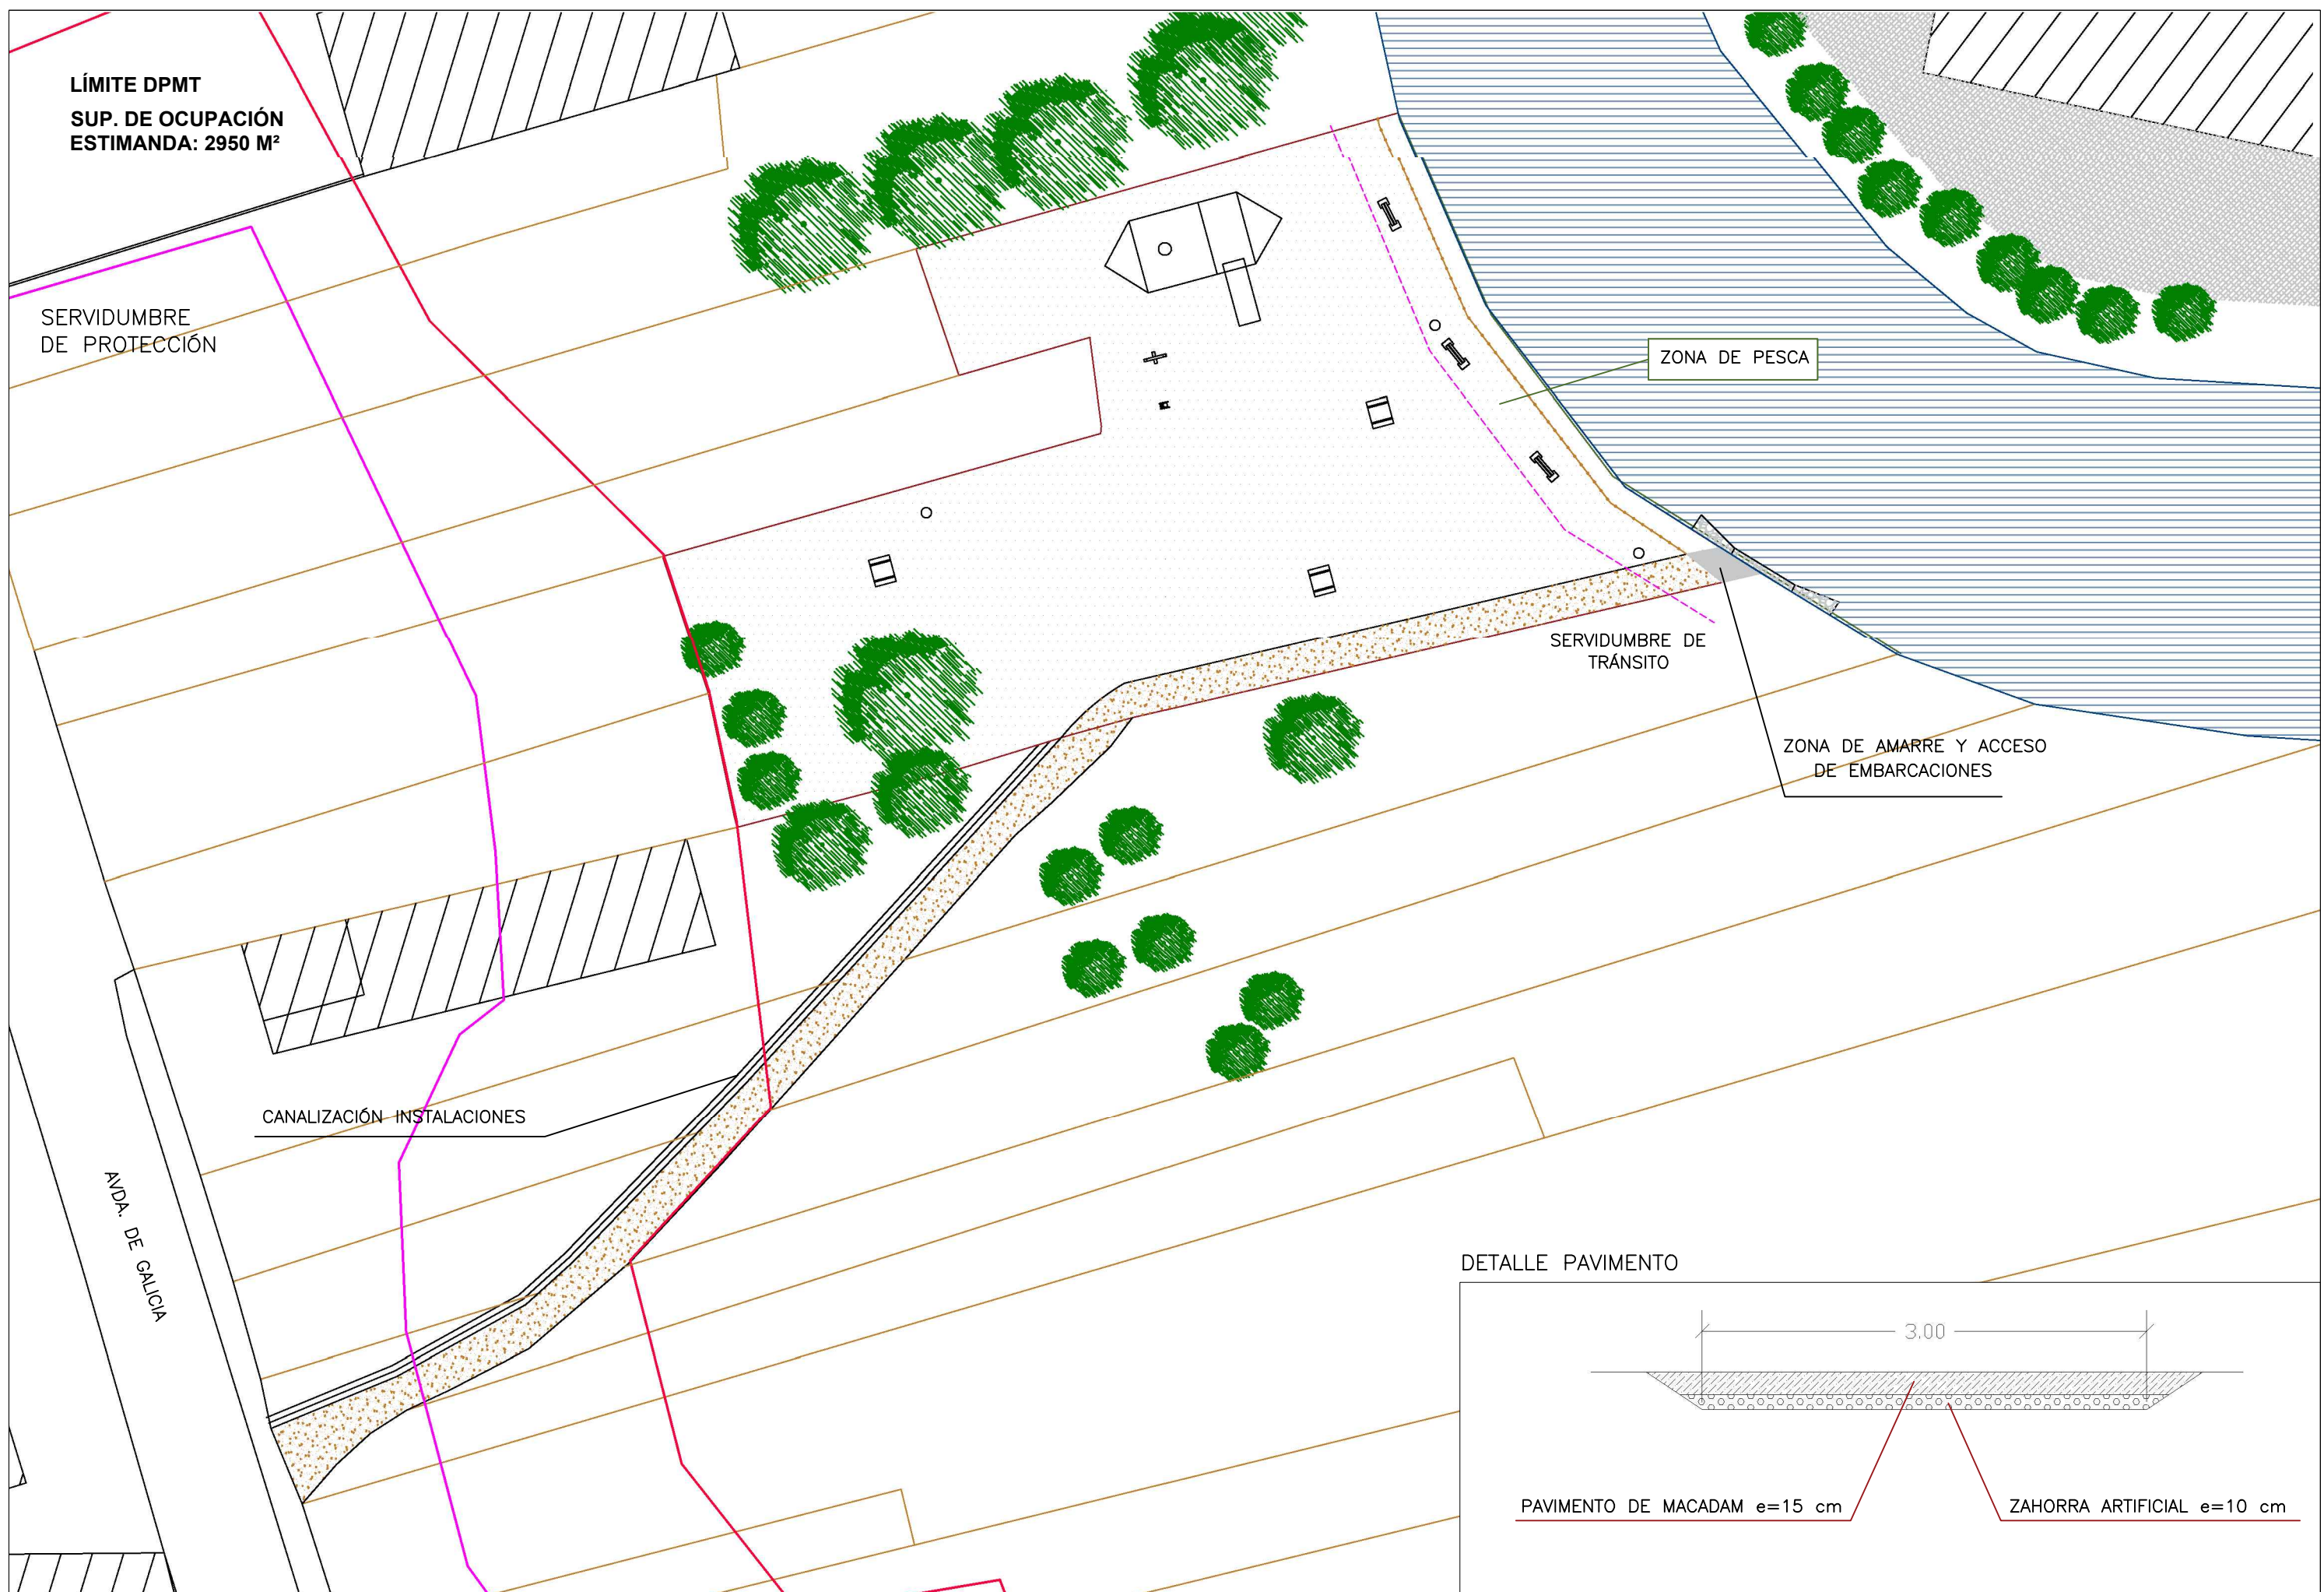 LÍMITE DPMT
SUP. DE OCUPACIÓN
ESTIMANDA: 2950 M²
SERVIDUMBRE
DE PROTECCIÓN
ZONA DE PESCA
SERVIDUMBRE DE
TRÁNSITO
ZONA DE AMARRE Y ACCESO
DE EMBARCACIONES
CANALIZACIÓN INSTALACIONES
AVDA. DE GALICIA
DETALLE PAVIMENTO
3,00
PAVIMENTO DE MACADAM e=15 cm
ZAHORRA ARTIFICIAL e=10 cm